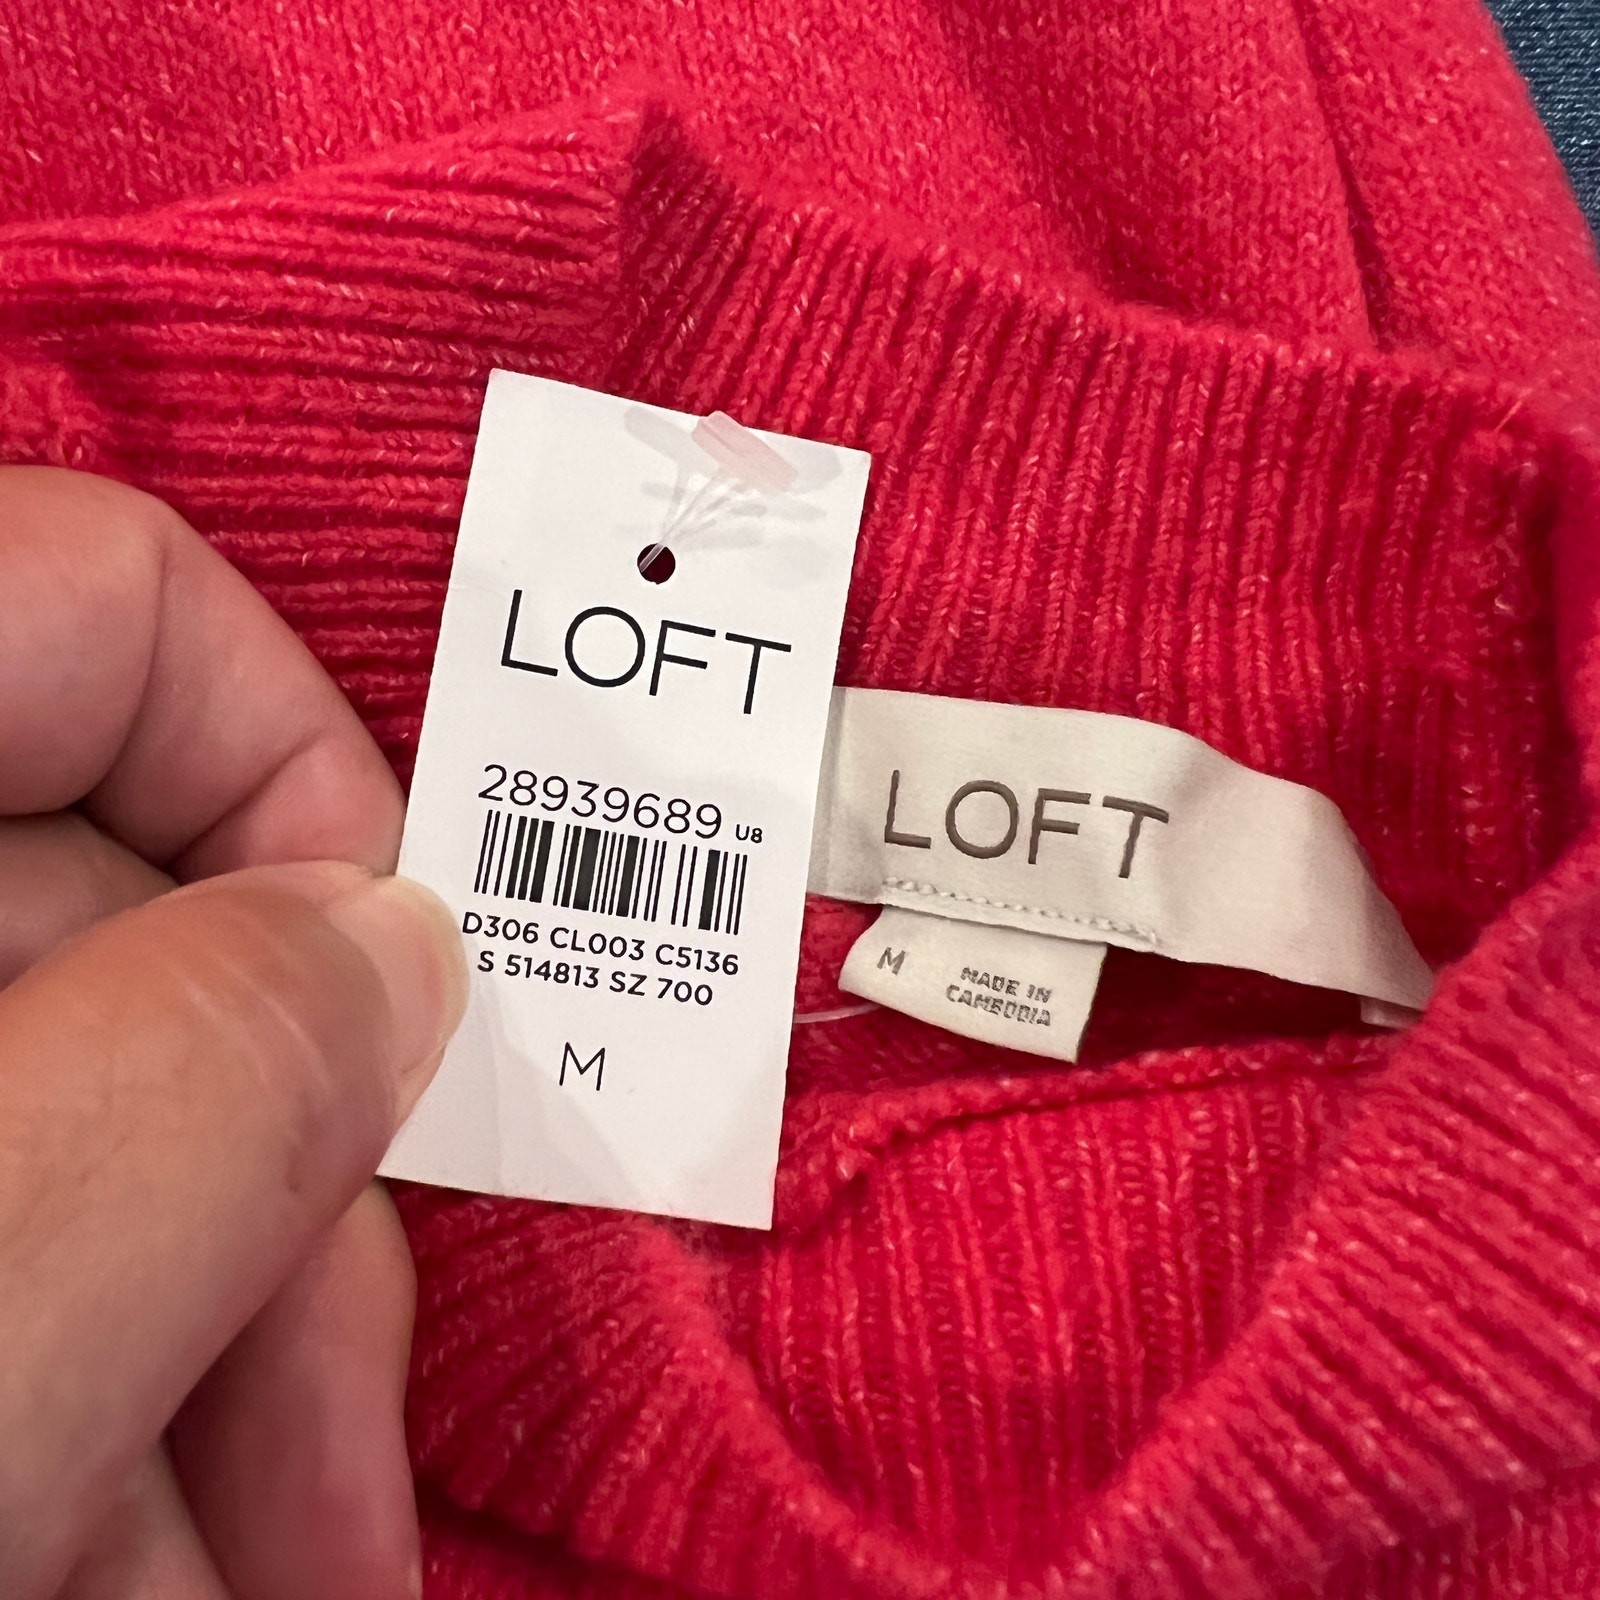 LOFT
28939689 U8
D306 CL003 C5136
S 514813 SZ 700
M
LOFT
M
MADE IN
CAMBODIA